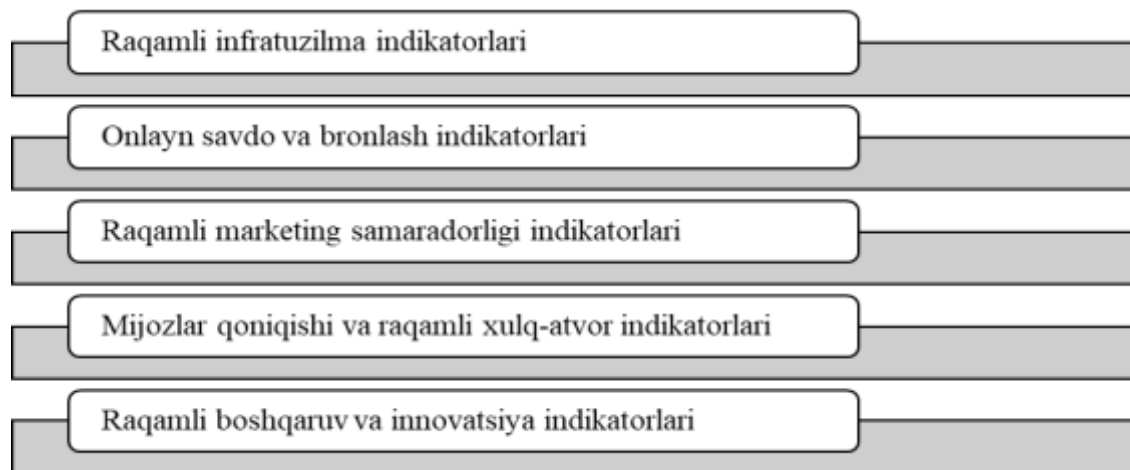 Raqamli infratuzilma indikatorlari
Onlayn savdo va bronlash indikatorlari
Raqamli marketing samaradorligi indikatorlari
Mijozlar qoniqishi va raqamli xulq-atvor indikatorlari
Raqamli boshqaruv va innovatsiya indikatorlari